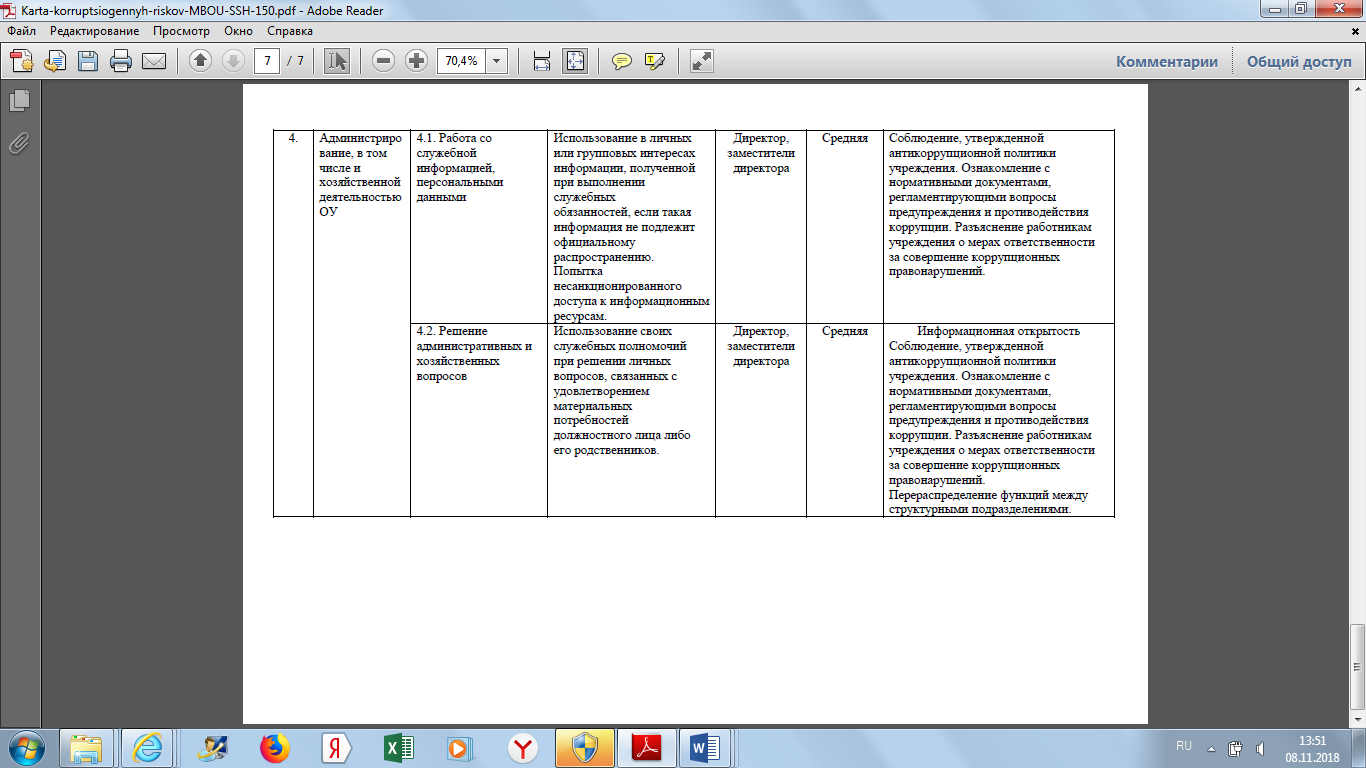 Karta-korruptsiogennyh-riskov-MBOU-SSH-150.pdf - Adobe Reader
Файл Редактирование Просмотр Окно Справка
7 / 7 70,4% Комментарии Общий доступ
4.
Администриро
вание, в том
числе и
хозяйственной
деятельностью
ОУ
4.1. Работа со
служебной
информацией,
персональными
данными
Использование в личных
или групповых интересах
информации, полученной
при выполнении
служебных
обязанностей, если такая
информация не подлежит
официальному
распространению.
Попытка
несанкционированного
доступа к информационным
ресурсам.
Директор,
заместители
директора
Средняя
Соблюдение, утвержденной
антикоррупционной политики
учреждения. Ознакомление с
нормативными документами,
регламентирующими вопросы
предупреждения и противодействия
коррупции. Разъяснение работникам
учреждения о мерах ответственности
за совершение коррупционных
правонарушений.
4.2. Решение
административных и
хозяйственных
вопросов
Использование своих
служебных полномочий
при решении личных
вопросов, связанных с
удовлетворением
материальных
потребностей
должностного лица либо
его родственников.
Директор,
заместители
директора
Средняя
Информационная открытость
Соблюдение, утвержденной
антикоррупционной политики
учреждения. Ознакомление с
нормативными документами,
регламентирующими вопросы
предупреждения и противодействия
коррупции. Разъяснение работникам
учреждения о мерах ответственности
за совершение коррупционных
правонарушений.
Перераспределение функций между
структурными подразделениями.
RU
13:51
08.11.2018